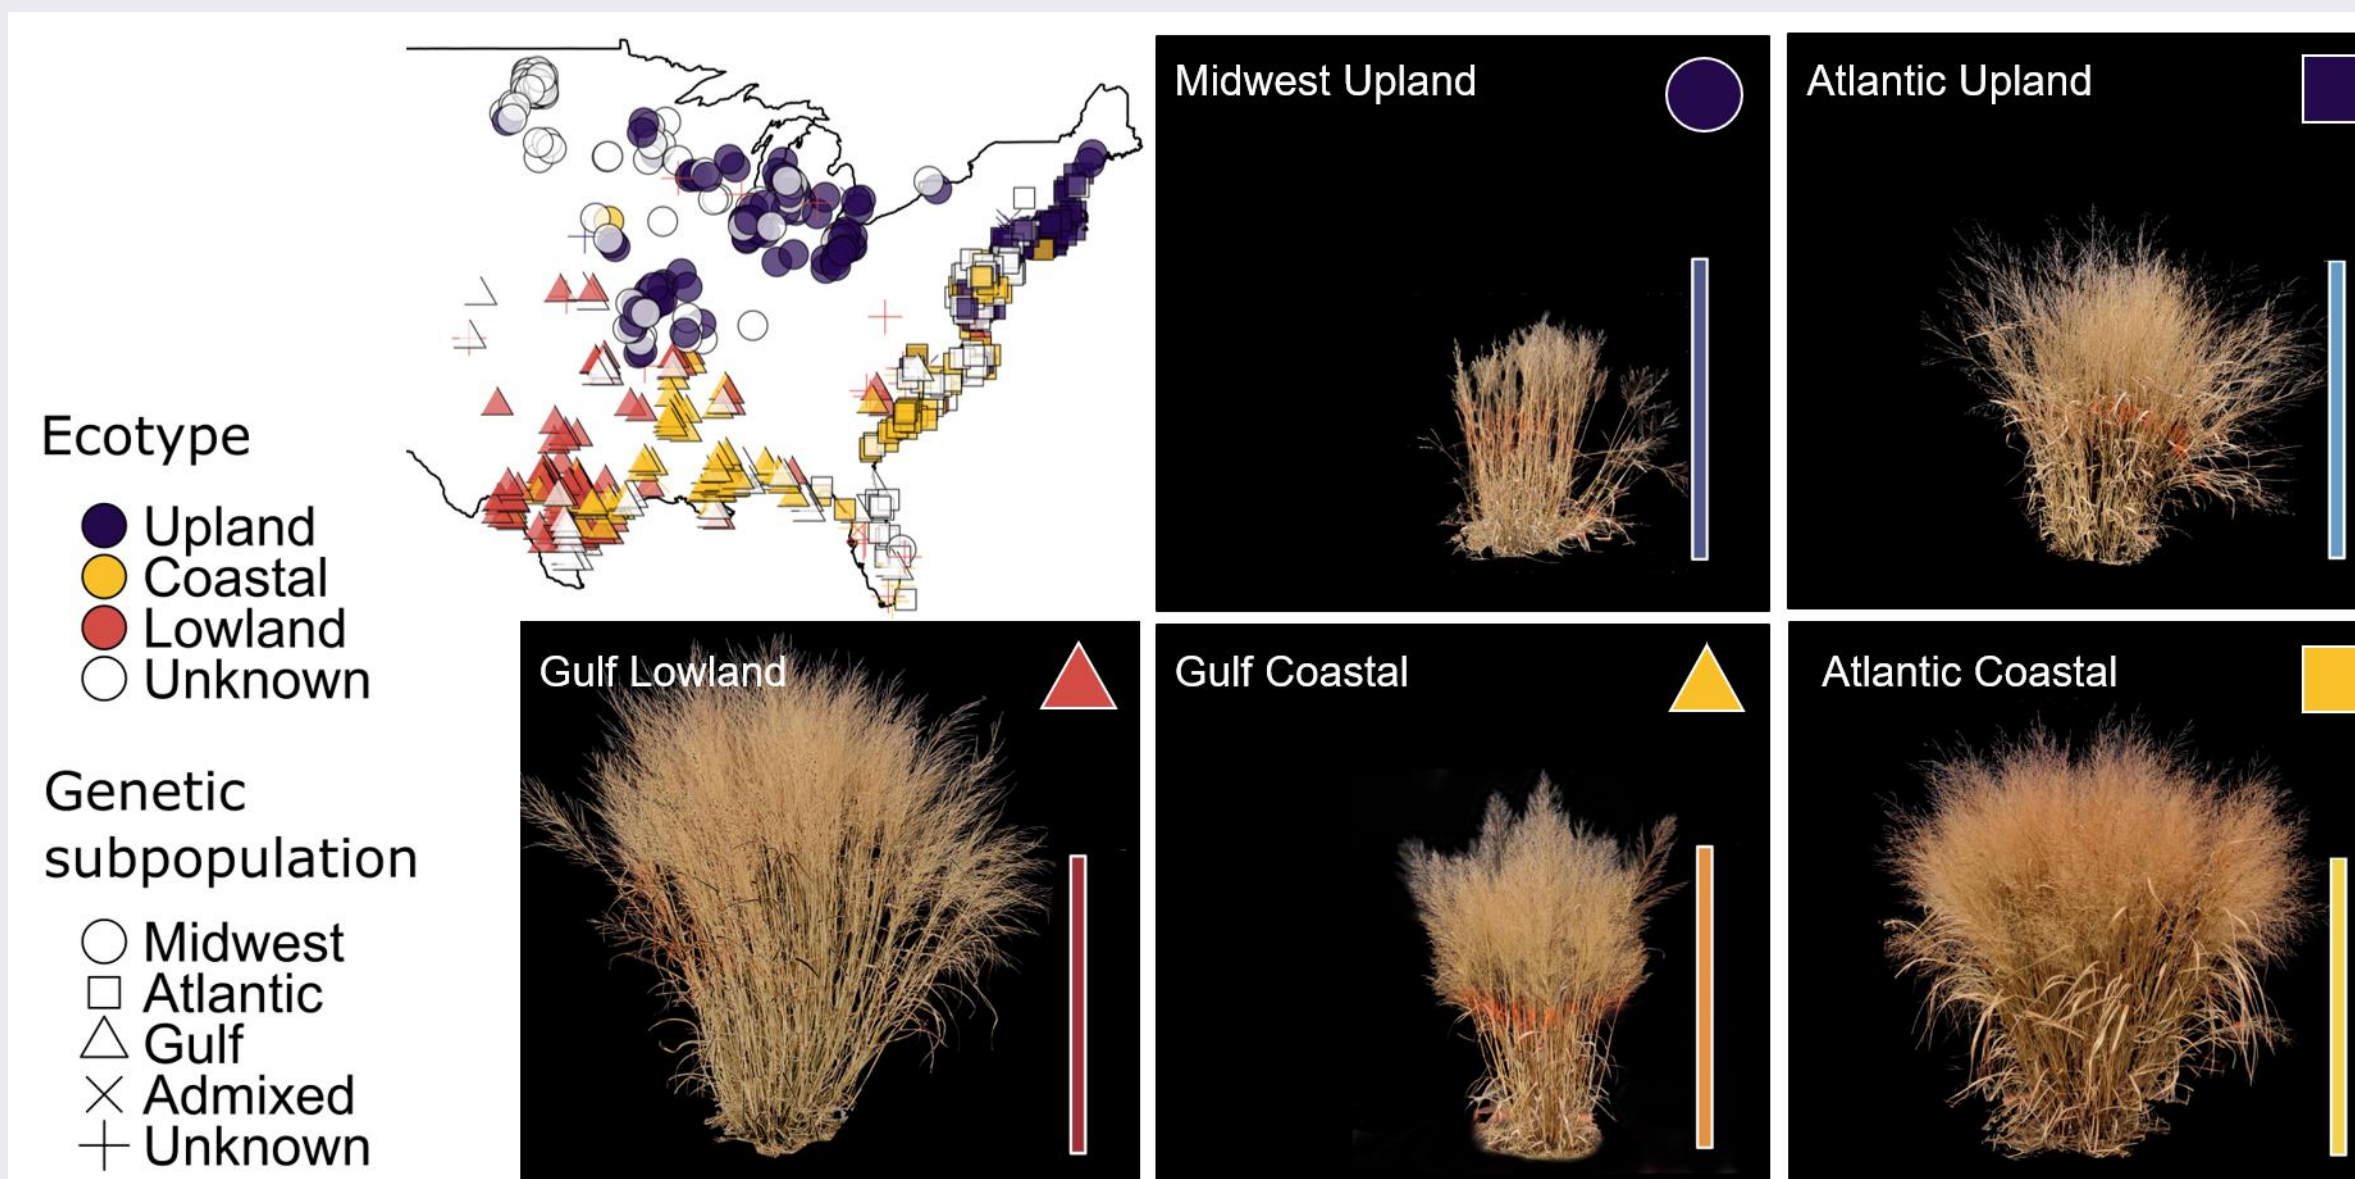 Midwest Upland
Atlantic Upland
Ecotype
Upland
Coastal
Lowland
Unknown
Genetic
subpopulation
Midwest
Atlantic
Gulf
Admixed
Unknown
Gulf Lowland
Gulf Coastal
Atlantic Coastal